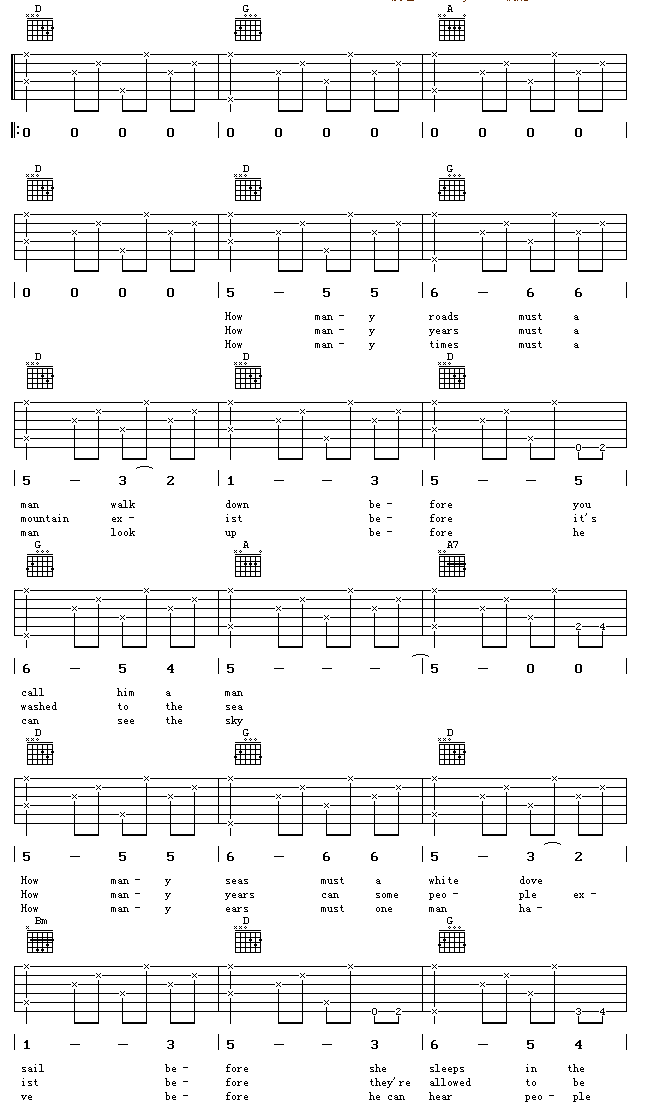 D G A
0 0 0 0 0 0 0 0 0 0 0 0
D D G
0 0 0 0 5 — 5 5 6 — 6 6
How man- y roads must a
How man- y years must a
How man- y times must a
D D D
0 2
5 — 3 2 1 — — 3 5 — — 5
man walk down be- fore you
mountain ex- ist be- fore it's
man look up be- fore he
G A A7
2 4
6 — 5 4 5 — — — 5 — 0 0
call him a man
washed to the sea
can see the sky
D G D
5 — 5 5 6 — 6 6 5 — 3 2
How man- y seas must a white dove
How man- y years can some peo- ple ex-
How man- y ears must one man ha-
Bm D G
0 2 3 4
1 — — 3 5 — — 3 6 — 5 4
sail be- fore she sleeps in the
ist be- fore they're allowed to be
ve be- fore he can hear peo- ple